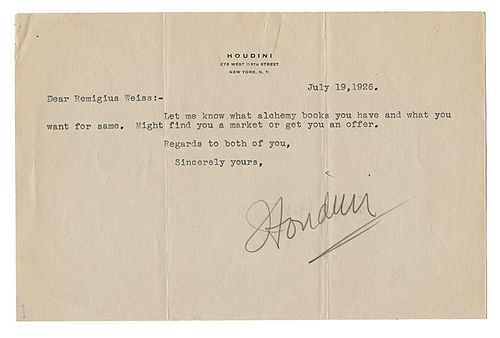 HOUDINI
278 WEST 113TH STREET
NEW YORK, N. Y.
July 19, 1926.
Dear Remigius Weiss:-
Let me know what alchemy books you have and what you
want for same. Might find you a market or get you an offer.
Regards to both of you,
Sincerely yours,
Houdini